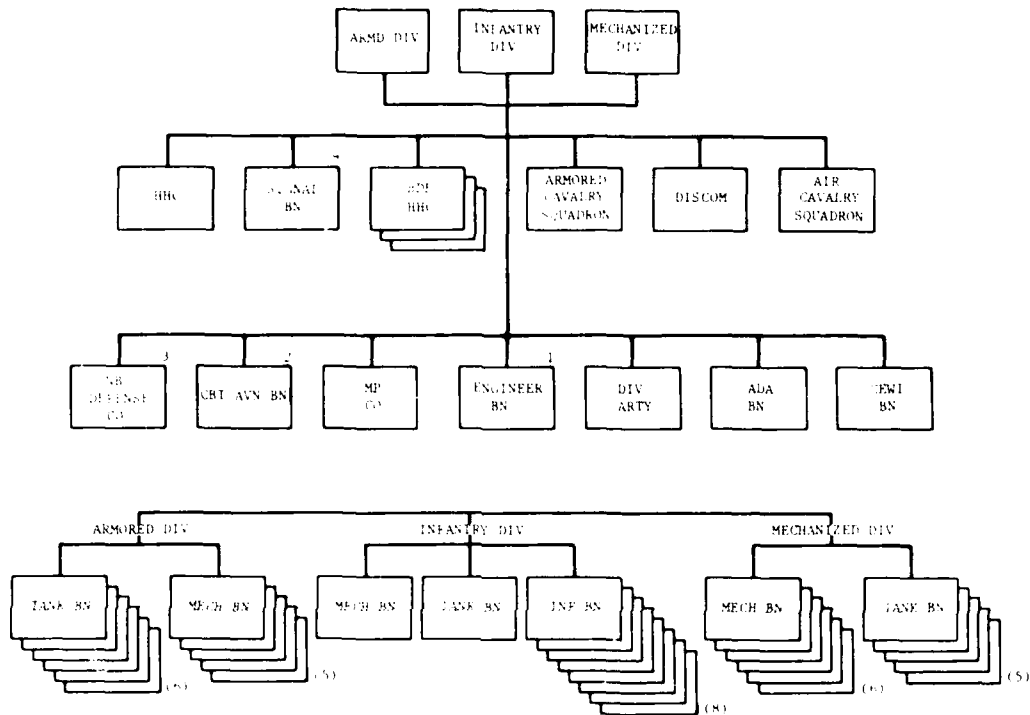 ARMD DIV
INFANTRY
DIV
MECHANIZED
DIV
HHC
BN
HHC
ARMORED
CAVALRY
SQUADRON
DISCOM
AIR
CAVALRY
SQUADRON
3
DEFENSE
CO
2
CBT AVN BN
MP
CO
1
ENGINEER
BN
DIV
ARTY
ADA
BN
BN
ARMORED DIV
INFANTRY DIV
MECHANIZED DIV
TANK BN
(6)
MECH BN
(5)
MECH BN
TANK BN
INF BN
(8)
MECH BN
(6)
TANK BN
(5)